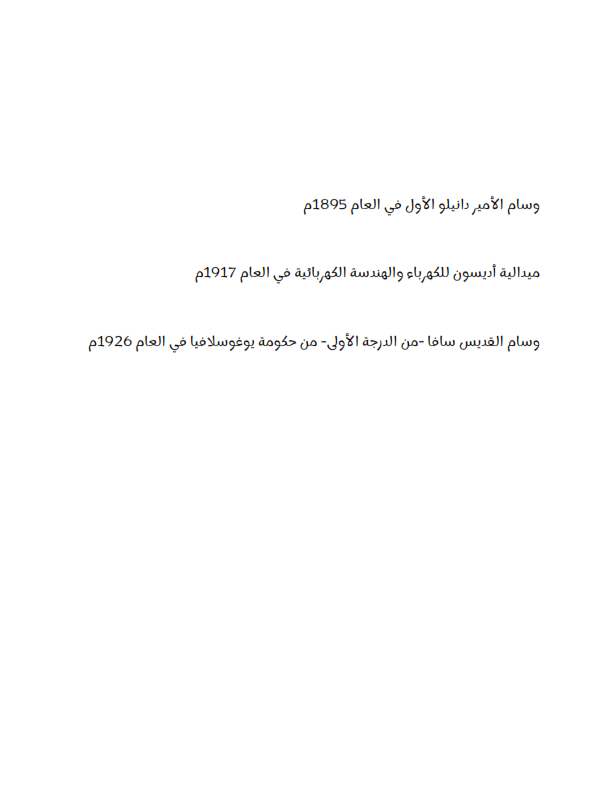 وسام الأمير دانيلو الأول في العام 1895م
ميدالية أديسون للكهرباء والهندسة الكهربائية في العام 1917م
وسام القديس سافا -من الدرجة الأولى- من حكومة يوغوسلافيا في العام 1926م